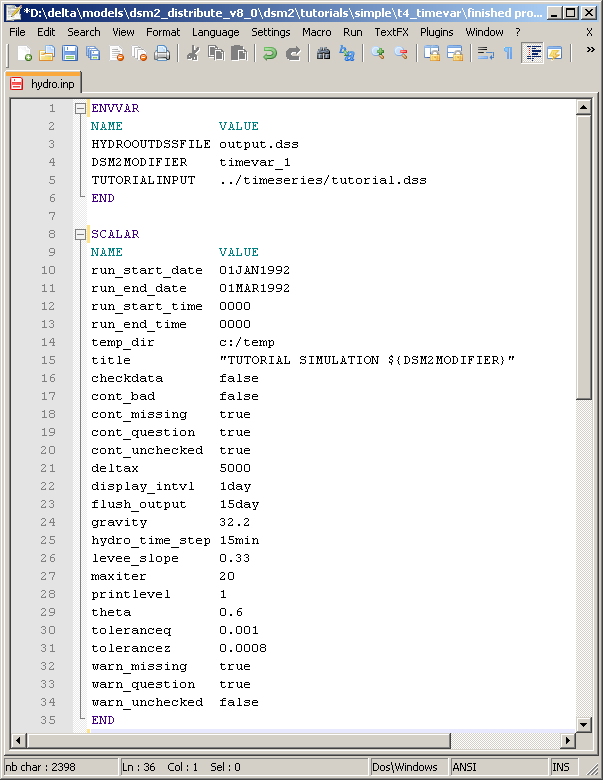 *D:\delta\models\dsm2_distribute_v8_0\dsm2\tutorials\simple\t4_timevar\finished pro...
File Edit Search View Format Language Settings Macro Run TextFX Plugins Window ? X
hydro.inp
1 ENVVAR
2 NAME VALUE
3 HYDROOUTDSSFILE output.dss
4 DSM2MODIFIER timevar_1
5 TUTORIALINPUT ../timeseries/tutorial.dss
6 END
7
8 SCALAR
9 NAME VALUE
10 run_start_date 01JAN1992
11 run_end_date 01MAR1992
12 run_start_time 0000
13 run_end_time 0000
14 temp_dir c:/temp
15 title "TUTORIAL SIMULATION ${DSM2MODIFIER}"
16 checkdata false
17 cont_bad false
18 cont_missing true
19 cont_question true
20 cont_unchecked true
21 deltax 5000
22 display_intvl 1day
23 flush_output 15day
24 gravity 32.2
25 hydro_time_step 15min
26 levee_slope 0.33
27 maxiter 20
28 printlevel 1
29 theta 0.6
30 toleranceq 0.001
31 tolerancez 0.0008
32 warn_missing true
33 warn_question true
34 warn_unchecked false
35 END
nb char : 2398 Ln : 36 Col : 1 Sel : 0 Dos\Windows ANSI INS